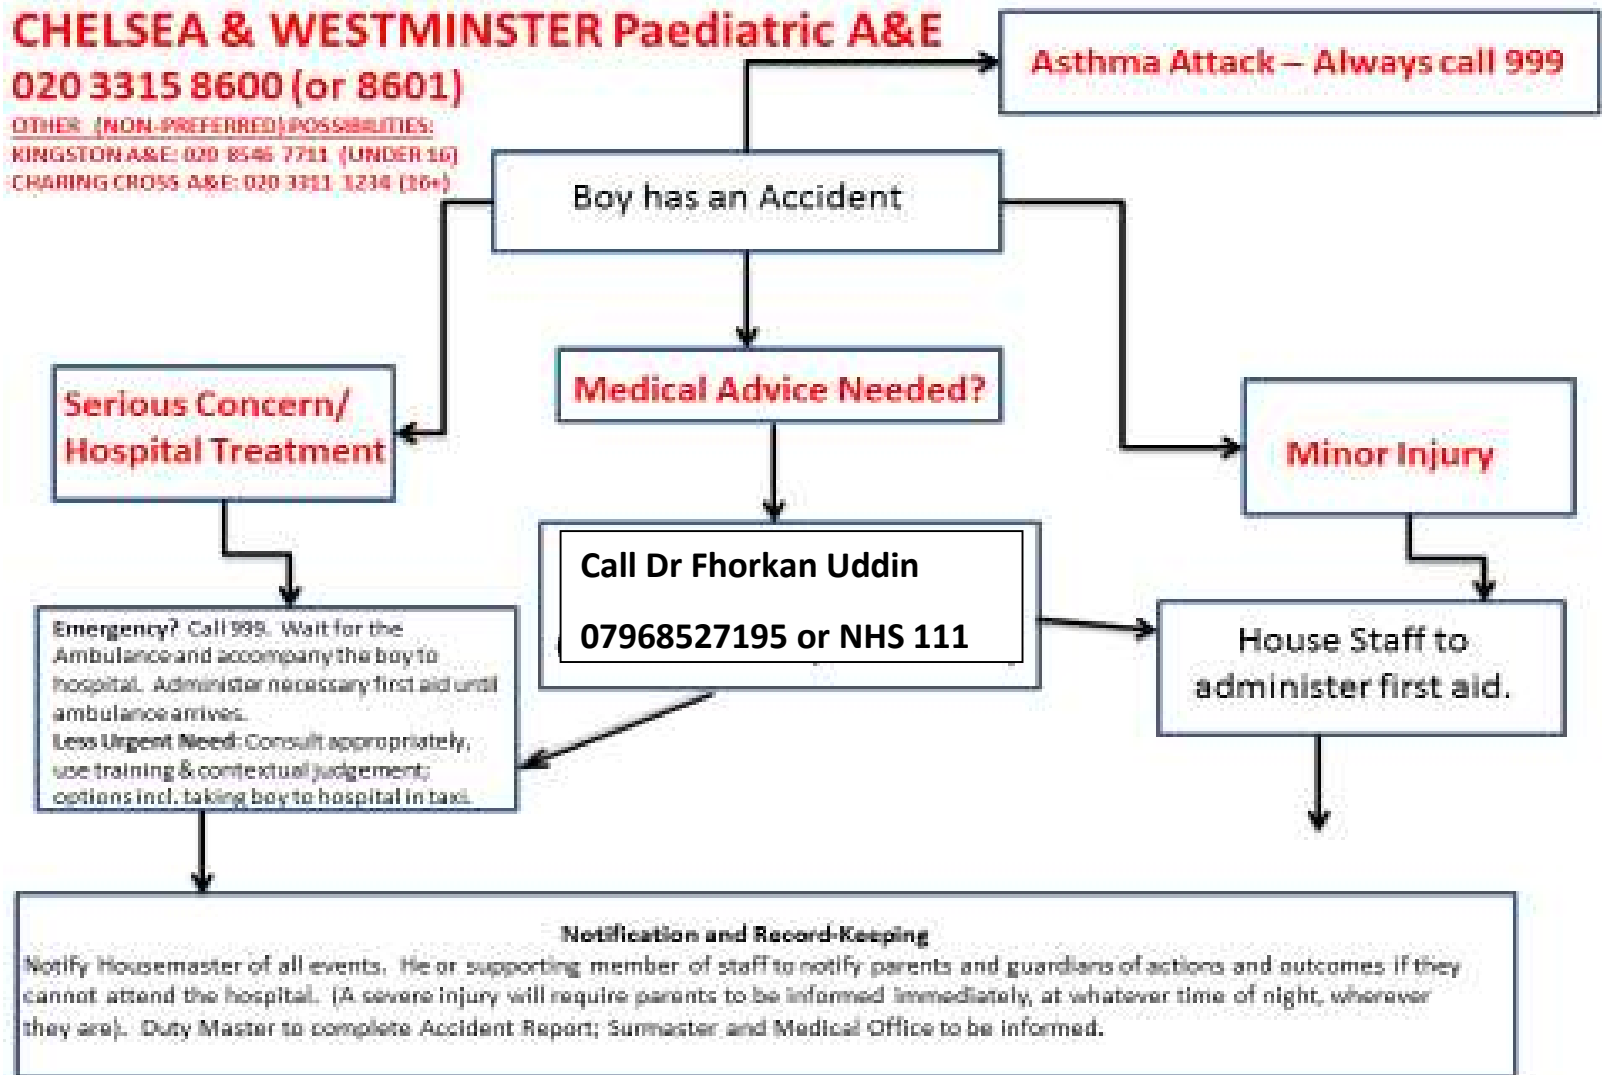 CHELSEA & WESTMINSTER Paediatric A&E
020 3315 8600 (or 8601)
OTHER (NON-PREFERRED) POSSIBILITIES:
KINGSTON A&E: 020 8546 7711 (UNDER 16)
CHARING CROSS A&E: 020 3311 1234 (16+)
Asthma Attack – Always call 999
Boy has an Accident
Serious Concern/
Hospital Treatment
Medical Advice Needed?
Minor Injury
Call Dr Fhorkan Uddin
07968527195 or NHS 111
Emergency? Call 999. Wait for the
Ambulance and accompany the boy to
hospital. Administer necessary first aid until
ambulance arrives.
Less Urgent Need: Consult appropriately,
use training & contextual judgement;
options incl. taking boy to hospital in taxi.
House Staff to
administer first aid.
Notification and Record-Keeping
Notify Housemaster of all events. He or supporting member of staff to notify parents and guardians of actions and outcomes if they
cannot attend the hospital. (A severe injury will require parents to be informed immediately, at whatever time of night, wherever
they are). Duty Master to complete Accident Report; Surmaster and Medical Office to be informed.